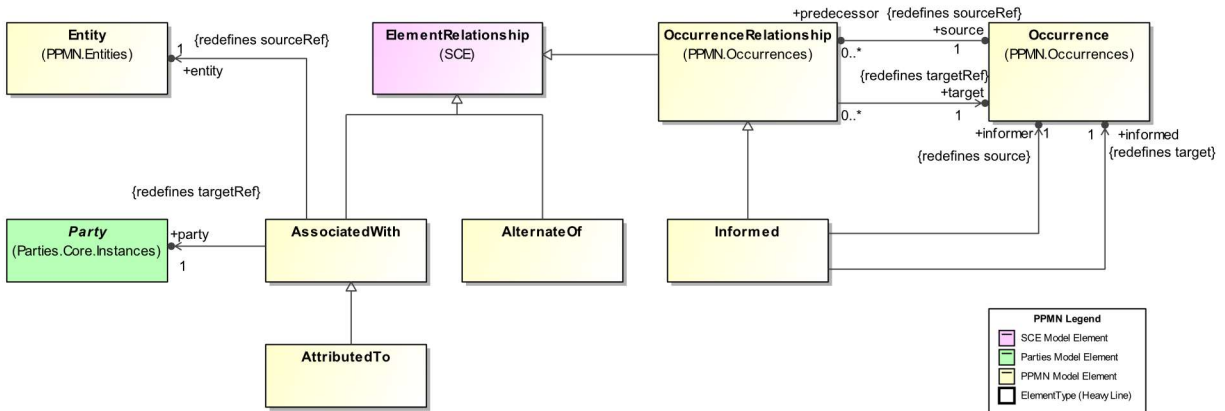 Entity
(PPMN.Entities)
1
{redefines sourceRef}
+entity
ElementRelationship
(SCE)
OccurrenceRelationship
(PPMN.Occurrences)
+predecessor {redefines sourceRef}
+source
0..*
1
{redefines targetRef}
+target
0..*
1
Occurrence
(PPMN.Occurrences)
+informer
1
{redefines source}
1
+informed
{redefines target}
{redefines targetRef}
Party
(Parties.Core.Instances)
+party
1
AssociatedWith
AlternateOf
Informed
AttributedTo
PPMN Legend
SCE Model Element
Parties Model Element
PPMN Model Element
ElementType (Heavy Line)